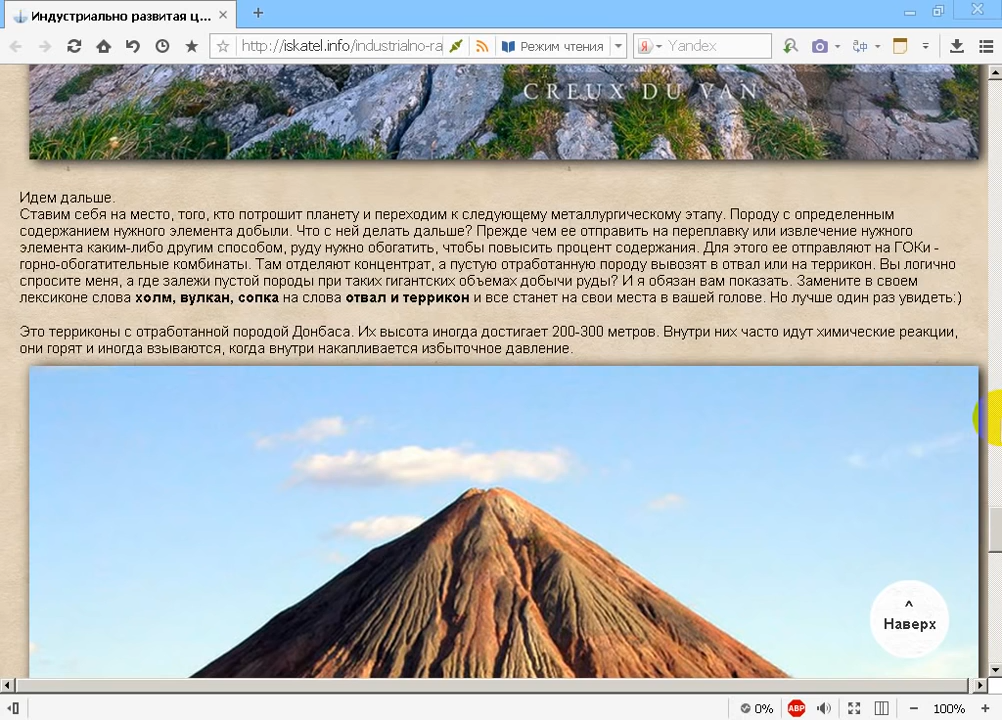 Индустриально развитая ц...
http://iskatel.info/industrialno-ra
Режим чтения
Я
Yandex
CREUX DU VAN
Идем дальше.
Ставим себя на место, того, кто потрошит планету и переходим к следующему металлургическому этапу. Породу с определенным
содержанием нужного элемента добыли. Что с ней делать дальше? Прежде чем ее отправить на переплавку или извлечение нужного
элемента каким-либо другим способом, руду нужно обогатить, чтобы повысить процент содержания. Для этого ее отправляют на ГОКи -
горно-обогатительные комбинаты. Там отделяют концентрат, а пустую отработанную породу вывозят в отвал или на террикон. Вы логично
спросите меня, а где залежи пустой породы при таких гигантских объемах добычи руды? И я обязан вам показать. Замените в своем
лексиконе слова холм, вулкан, сопка на слова отвал и террикон и все станет на свои места в вашей голове. Но лучше один раз увидеть:)
Это терриконы с отработанной породой Донбаса. Их высота иногда достигает 200-300 метров. Внутри них часто идут химические реакции,
они горят и иногда взываются, когда внутри накапливается избыточное давление.
^
Наверх
0%
ABP
100%